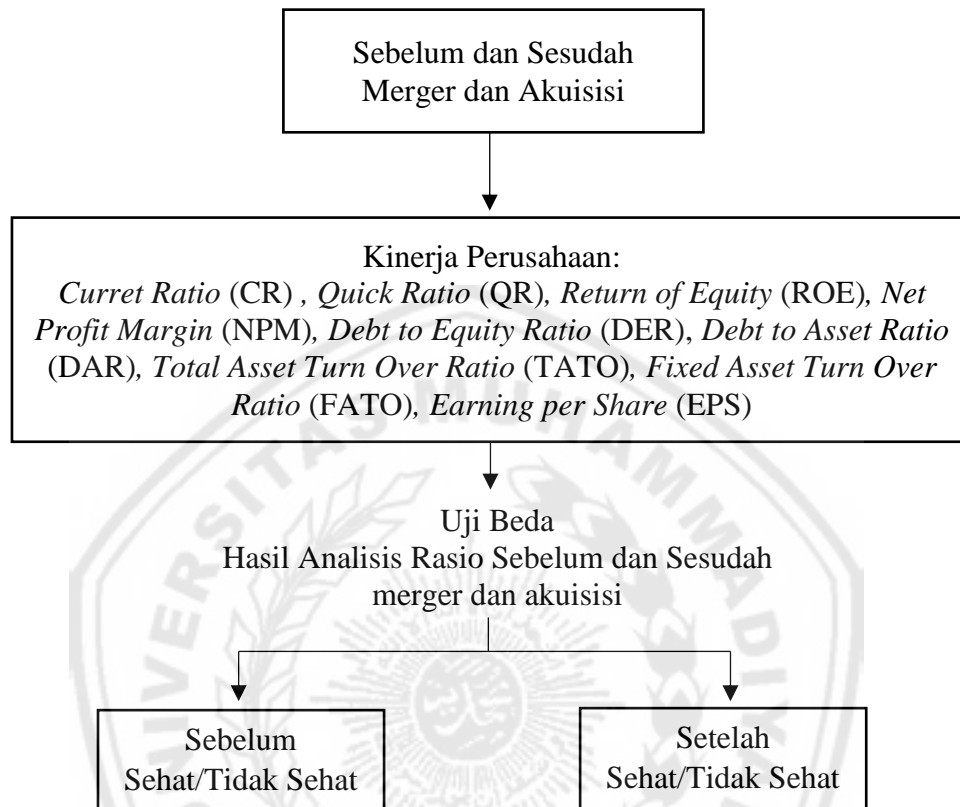 Sebelum dan Sesudah
Merger dan Akuisisi
Kinerja Perusahaan:
Curret Ratio (CR) , Quick Ratio (QR), Return of Equity (ROE), Net
Profit Margin (NPM), Debt to Equity Ratio (DER), Debt to Asset Ratio
(DAR), Total Asset Turn Over Ratio (TATO), Fixed Asset Turn Over
Ratio (FATO), Earning per Share (EPS)
Uji Beda
Hasil Analisis Rasio Sebelum dan Sesudah
merger dan akuisisi
Sebelum
Sehat/Tidak Sehat
Setelah
Sehat/Tidak Sehat